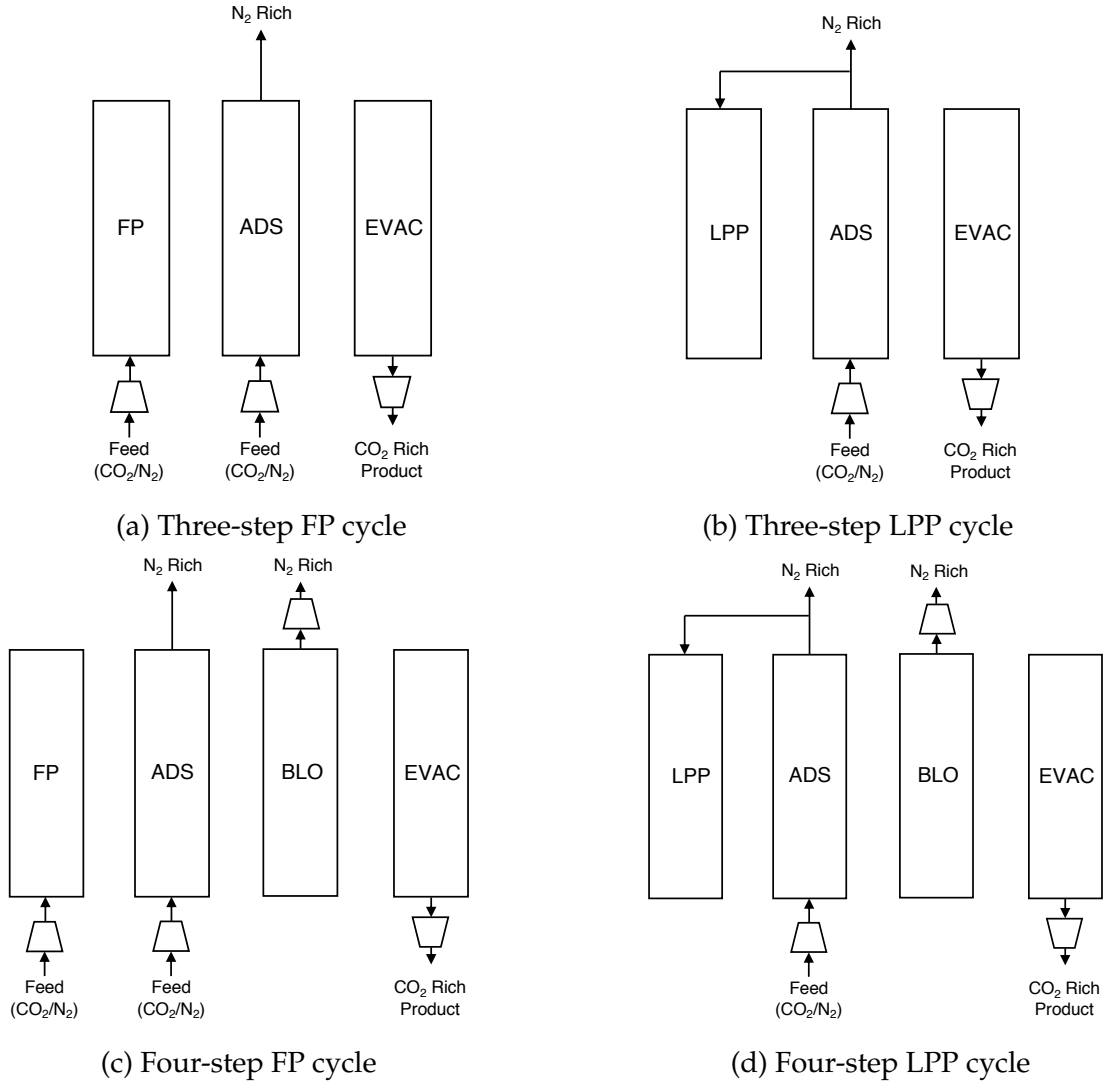 N₂ Rich
FP
ADS
EVAC
Feed
(CO₂/N₂)
Feed
(CO₂/N₂)
CO₂ Rich
Product
(a) Three-step FP cycle
N₂ Rich
LPP
ADS
EVAC
Feed
(CO₂/N₂)
CO₂ Rich
Product
(b) Three-step LPP cycle
N₂ Rich
N₂ Rich
FP
ADS
BLO
EVAC
Feed
(CO₂/N₂)
Feed
(CO₂/N₂)
CO₂ Rich
Product
(c) Four-step FP cycle
N₂ Rich
N₂ Rich
LPP
ADS
BLO
EVAC
Feed
(CO₂/N₂)
CO₂ Rich
Product
(d) Four-step LPP cycle